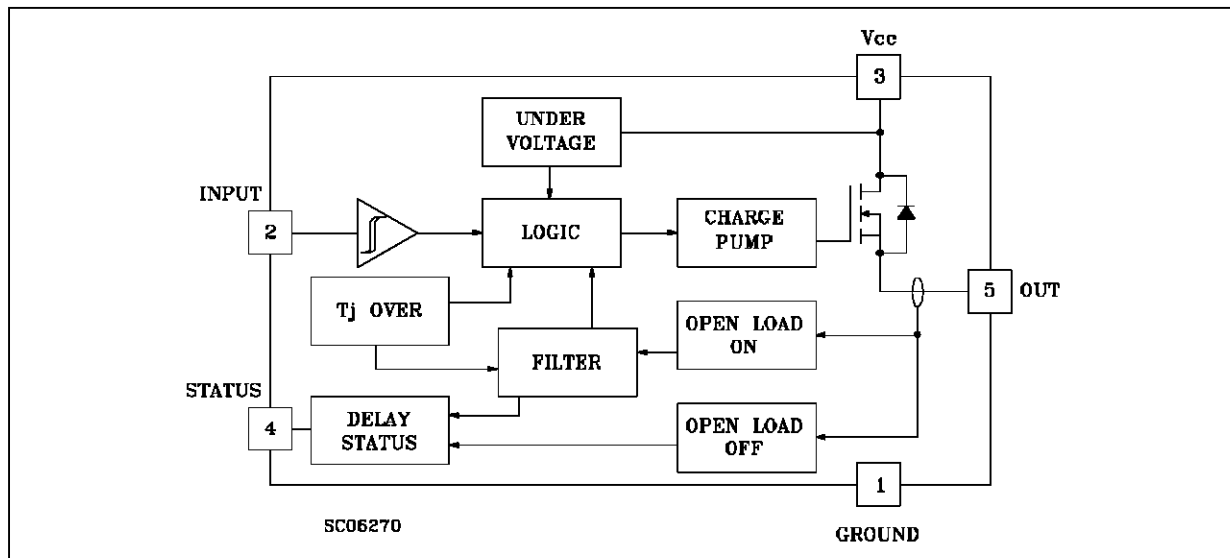 Vcc
3
UNDER
VOLTAGE
INPUT
2
LOGIC
CHARGE
PUMP
5
OUT
Tj OVER
OPEN LOAD
ON
FILTER
STATUS
4
DELAY
STATUS
OPEN LOAD
OFF
1
SC06270
GROUND